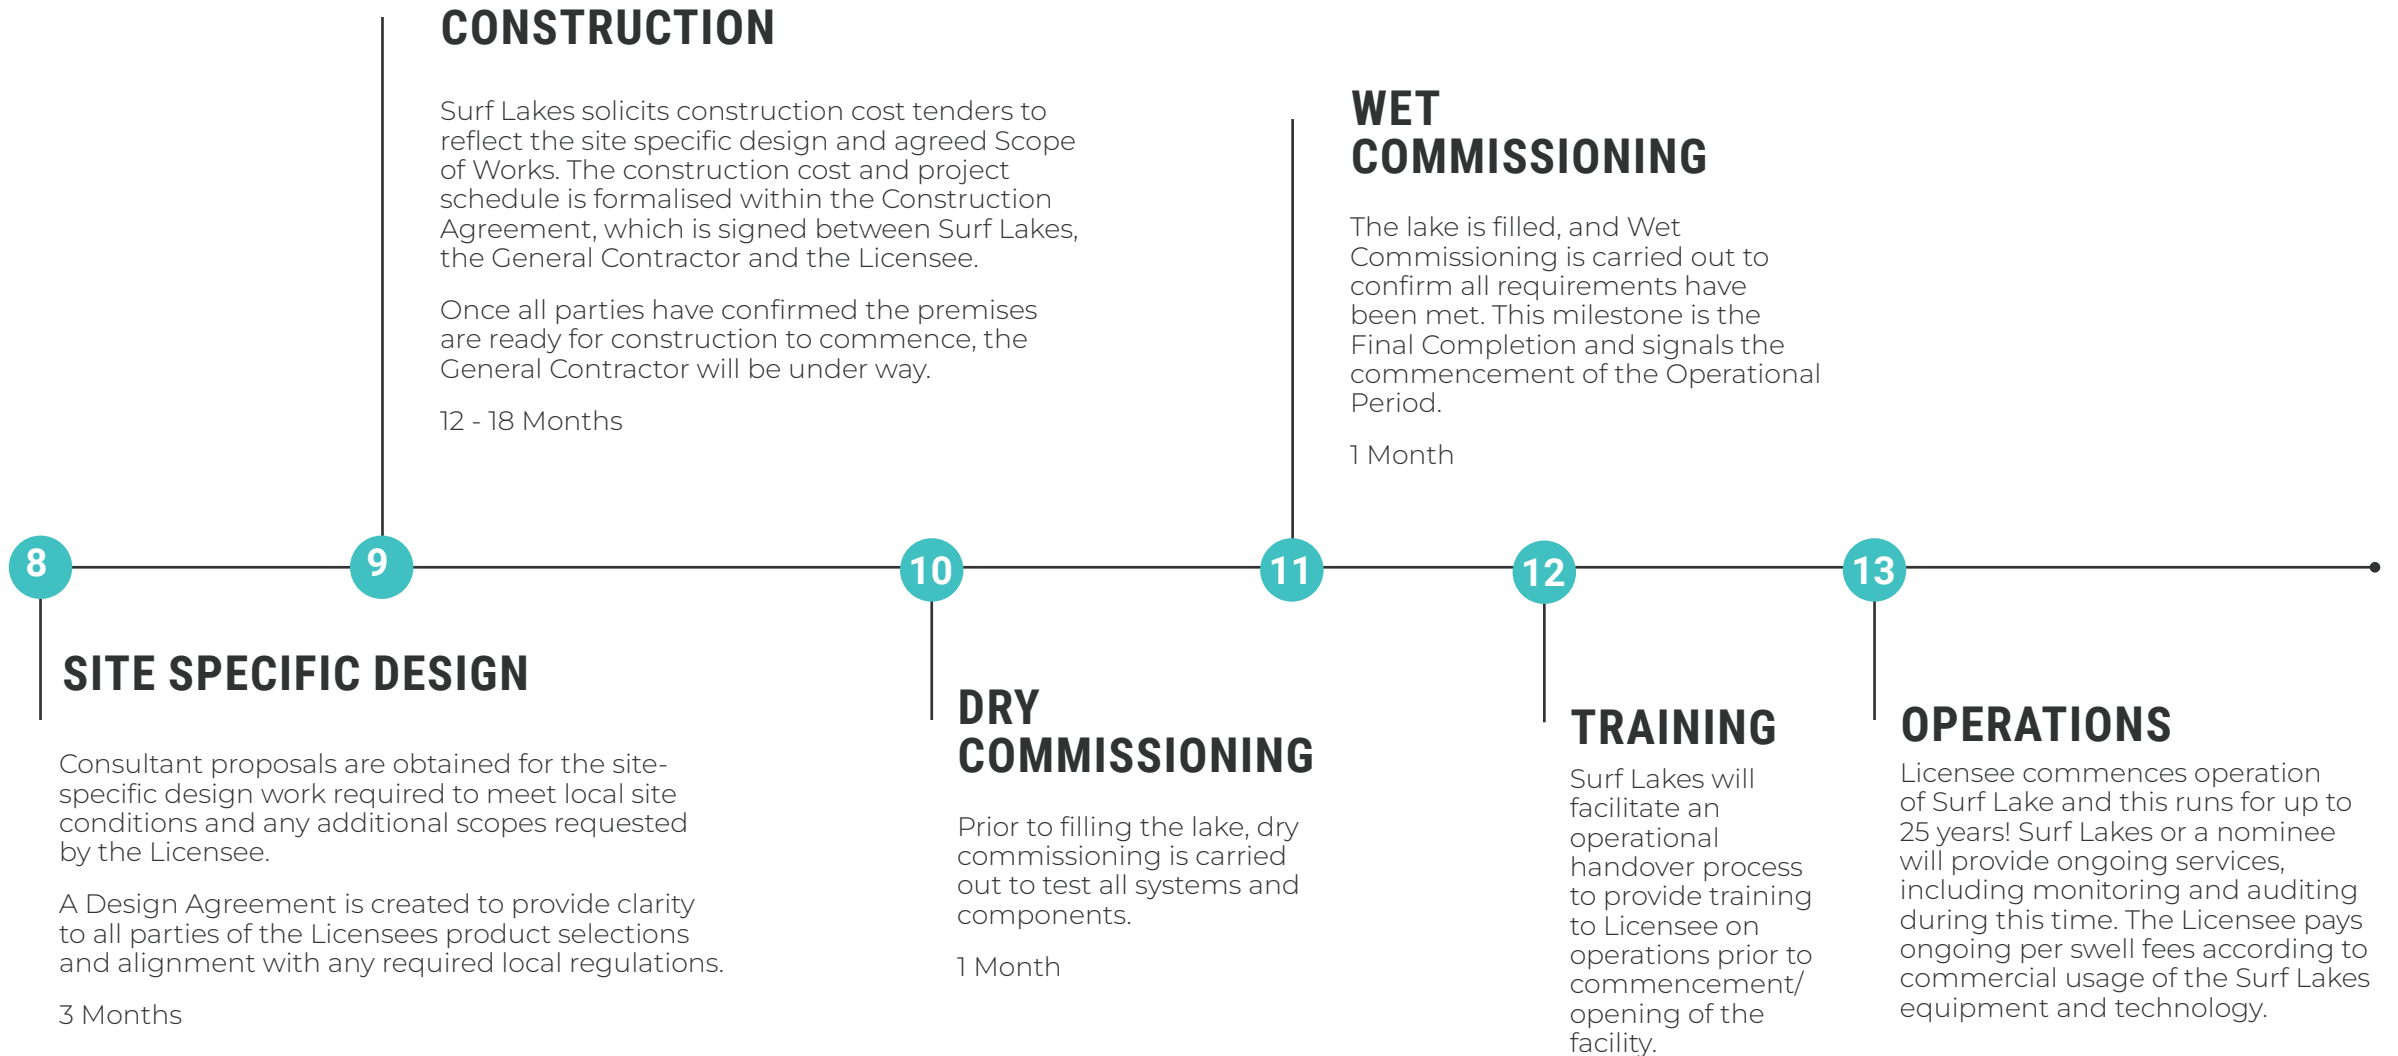 8
SITE SPECIFIC DESIGN
Consultant proposals are obtained for the site-
specific design work required to meet local site
conditions and any additional scopes requested
by the Licensee.
A Design Agreement is created to provide clarity
to all parties of the Licensees product selections
and alignment with any required local regulations.
3 Months
9
CONSTRUCTION
Surf Lakes solicits construction cost tenders to
reflect the site specific design and agreed Scope
of Works. The construction cost and project
schedule is formalised within the Construction
Agreement, which is signed between Surf Lakes,
the General Contractor and the Licensee.
Once all parties have confirmed the premises
are ready for construction to commence, the
General Contractor will be under way.
12 - 18 Months
10
DRY
COMMISSIONING
Prior to filling the lake, dry
commissioning is carried
out to test all systems and
components.
1 Month
11
WET
COMMISSIONING
The lake is filled, and Wet
Commissioning is carried out to
confirm all requirements have
been met. This milestone is the
Final Completion and signals the
commencement of the Operational
Period.
1 Month
12
TRAINING
Surf Lakes will
facilitate an
operational
handover process
to provide training
to Licensee on
operations prior to
commencement/
opening of the
facility.
13
OPERATIONS
Licensee commences operation
of Surf Lake and this runs for up to
25 years! Surf Lakes or a nominee
will provide ongoing services,
including monitoring and auditing
during this time. The Licensee pays
ongoing per swell fees according to
commercial usage of the Surf Lakes
equipment and technology.